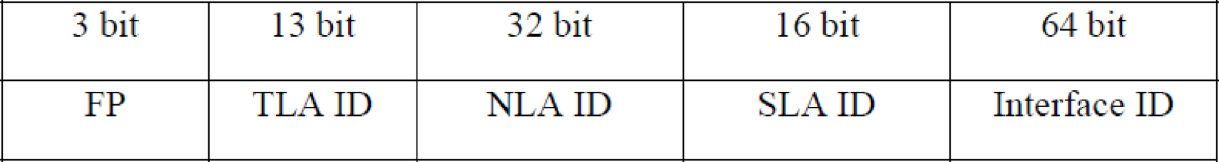 3 bit 13 bit 32 bit 16 bit 64 bit
FP TLA ID NLA ID SLA ID Interface ID